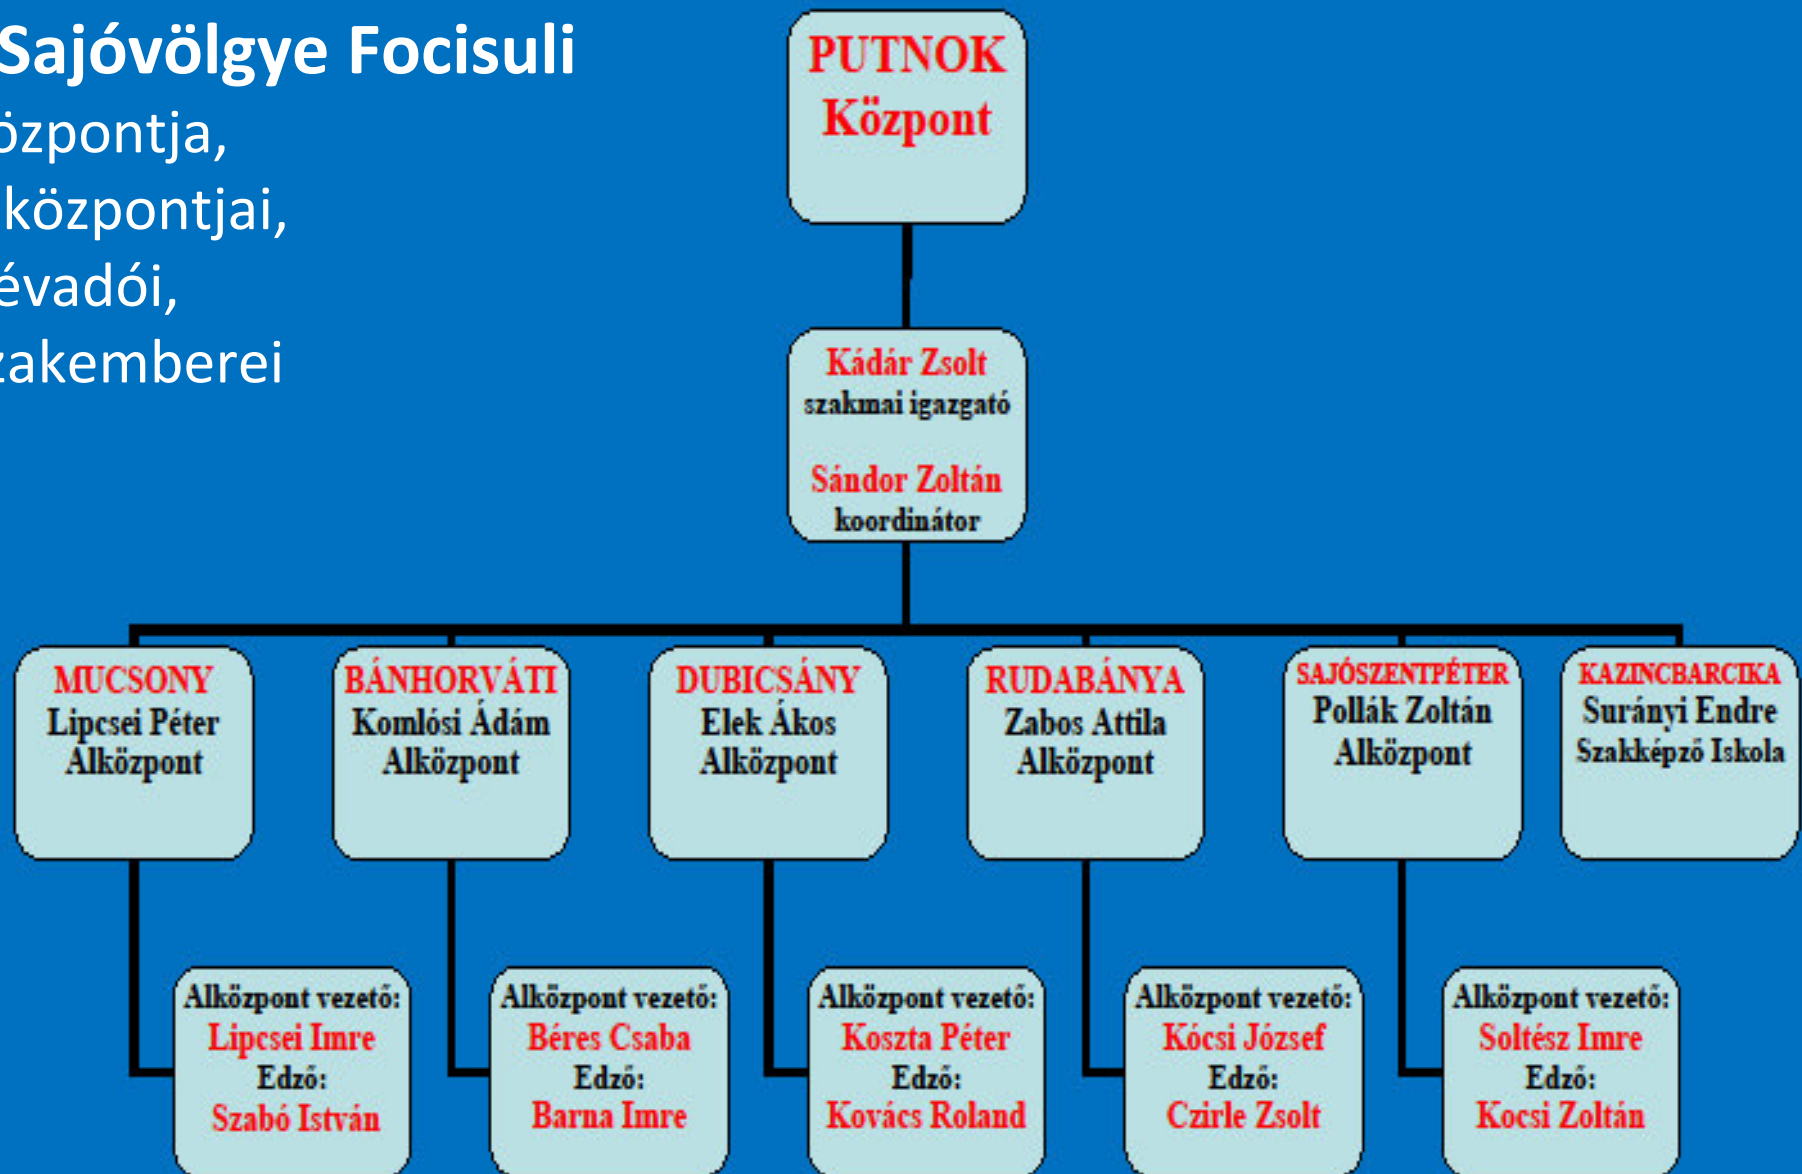 Sajóvölgye Focisuli
özpontja,
központjai,
évadói,
zakemberei
PUTNOK
Központ
Kádár Zsolt
szakmai igazgató
Sándor Zoltán
koordinátor
MUCSONY
Lipcsei Péter
Alközpont
BÁNHORVÁTI
Komlósi Ádám
Alközpont
DUBICSÁNY
Elek Ákos
Alközpont
RUDABÁNYA
Zabos Attila
Alközpont
SAJÓSZENTPÉTER
Pollák Zoltán
Alközpont
KAZINCBARCIKA
Surányi Endre
Szakképző Iskola
Alközpont vezető:
Lipcsei Imre
Edző:
Szabó István
Alközpont vezető:
Béres Csaba
Edző:
Barna Imre
Alközpont vezető:
Koszta Péter
Edző:
Kovács Roland
Alközpont vezető:
Kócsi József
Edző:
Czirle Zsolt
Alközpont vezető:
Soltész Imre
Edző:
Kocsi Zoltán